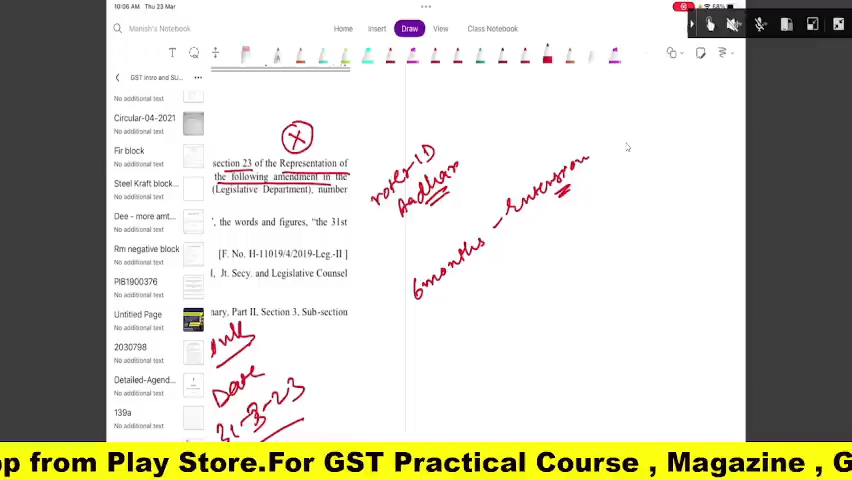 10:06 AM Thu 23 Mar
58%
Manish's Notebook
Home Insert Draw View Class Notebook
GST Intro and SU...
No additional text
Circular-04-2021
No additional text
Fir block
No additional text
Steel Kraft block...
No additional text
Dee - more amt...
No additional text
Rm negative block
No additional text
PIB1900376
No additional text
Untitled Page
No additional text
2030798
No additional text
Detailed-Agend...
No additional text
139a
No additional text
X
section 23 of the Representation of
the following amendment in the
(Legislative Department), number
", the words and figures, "the 31st
[F. No. H-11019/4/2019-Leg.-II ]
l, Jt. Secy. and Legislative Counsel
nary, Part II, Section 3, Sub-section
Date
31-3-23
voter ID
Aadhar
6 months - Extension
pp from Play Store.For GST Practical Course , Magazine , G